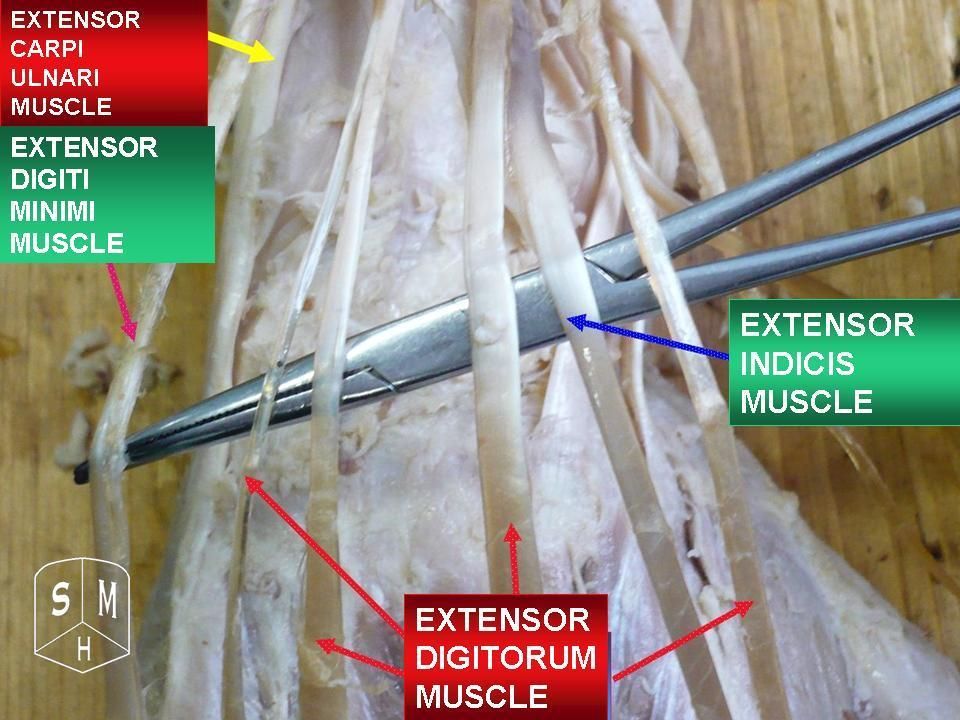 EXTENSOR
CARPI
ULNARI
MUSCLE
EXTENSOR
DIGITI
MINIMI
MUSCLE
EXTENSOR
INDICIS
MUSCLE
EXTENSOR
DIGITORUM
MUSCLE
S M
H